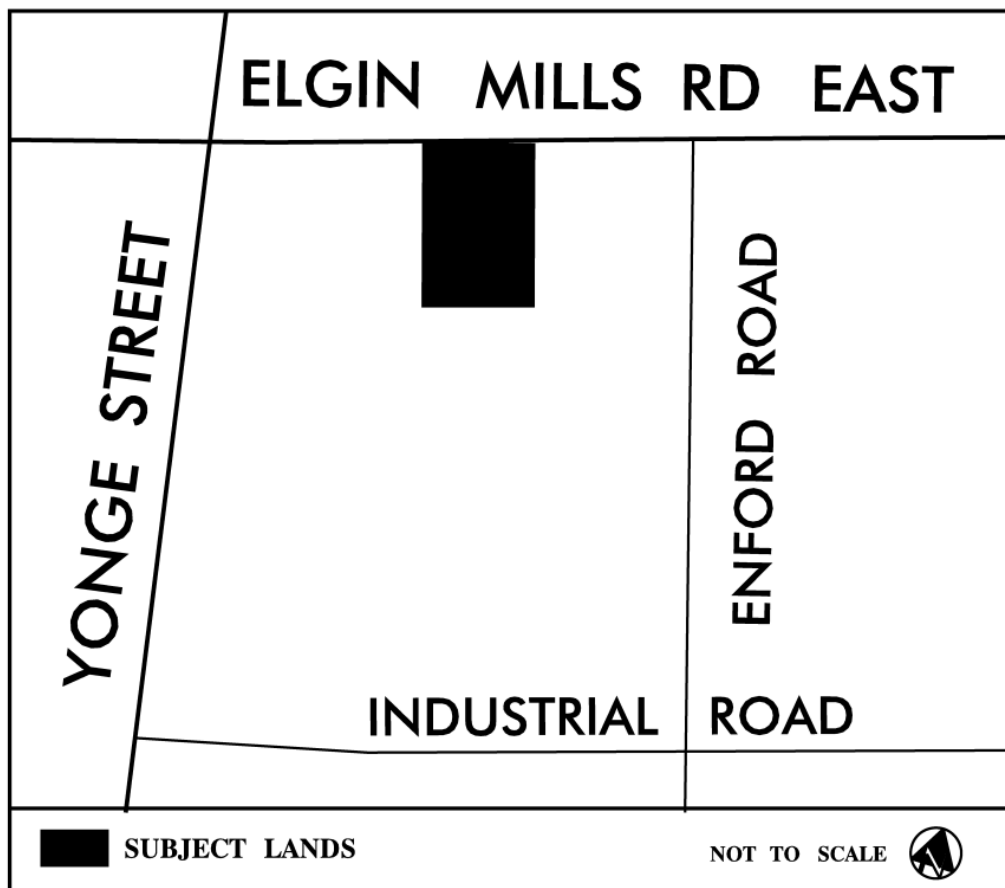 ELGIN MILLS RD EAST
YONGE STREET
ENFORD ROAD
INDUSTRIAL ROAD
SUBJECT LANDS
NOT TO SCALE